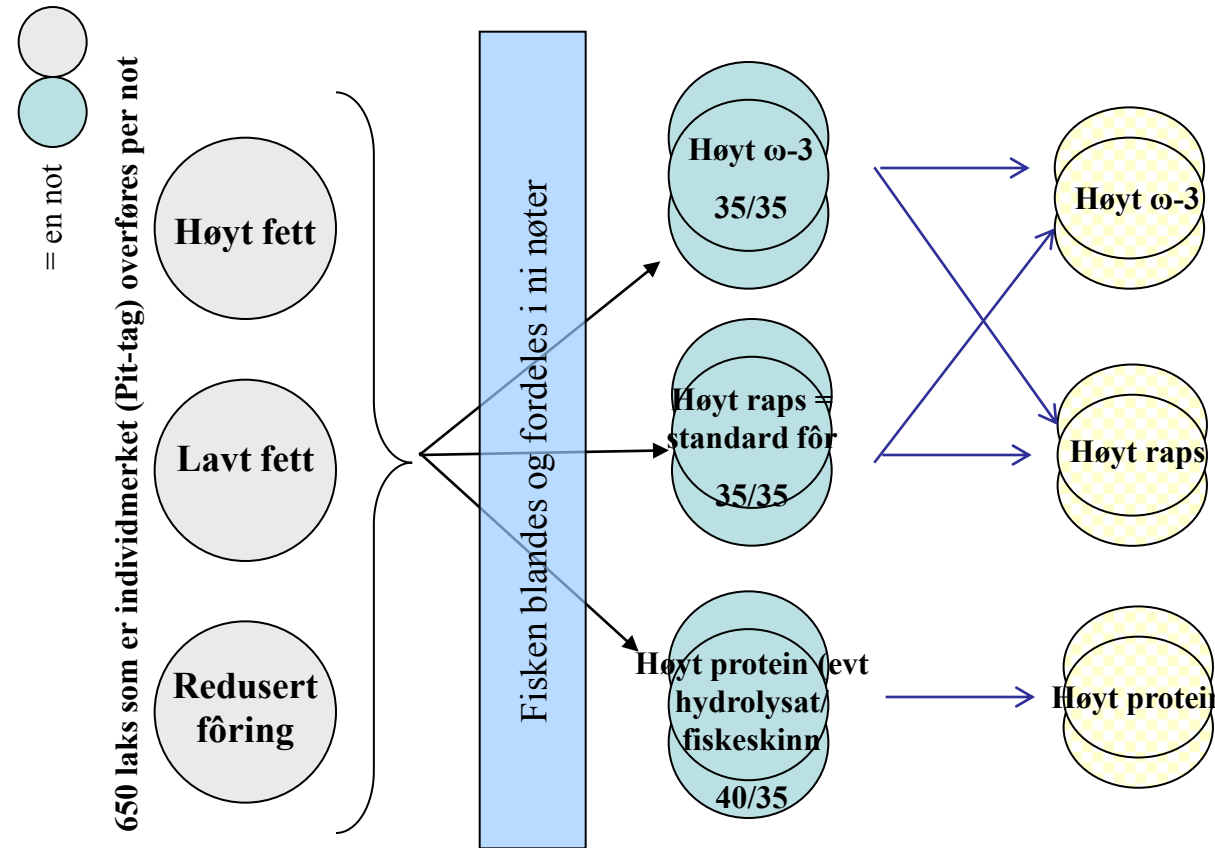 = en not
650 laks som er individmerket (Pit-tag) overføres per not
Høyt fett
Lavt fett
Redusert
fôring
Fisken blandes og fordeles i ni nøter
Høyt ω-3
35/35
Høyt raps =
standard fôr
35/35
Høyt protein (evt
hydrolysat/
fiskeskinn
40/35
Høyt ω-3
Høyt raps
Høyt protein